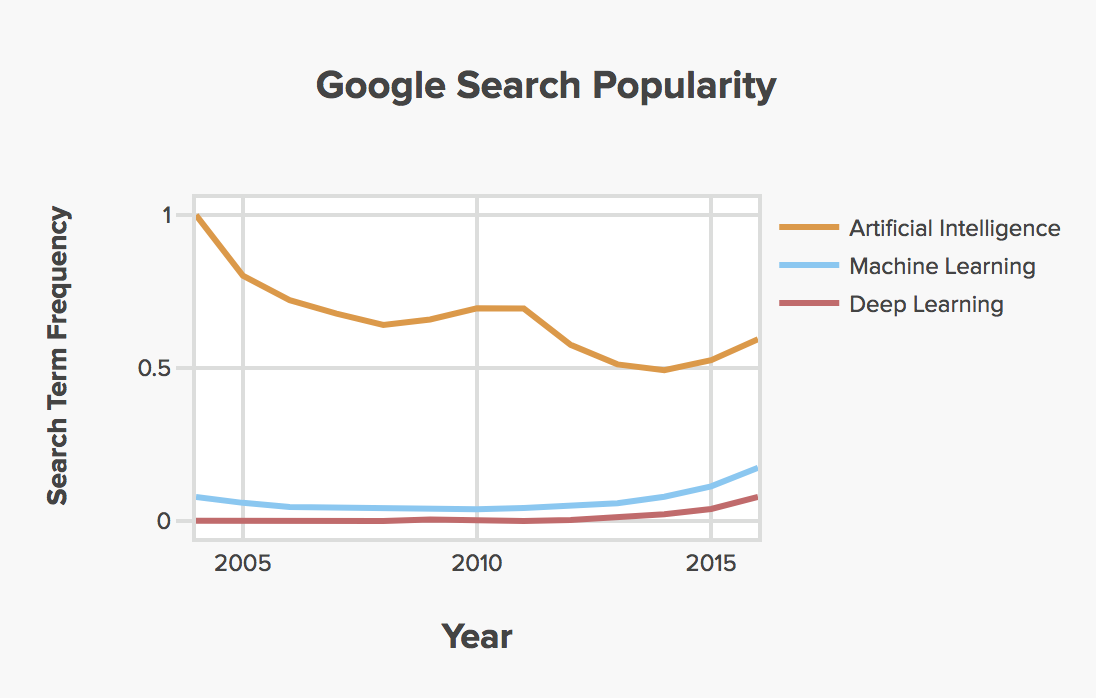 Google Search Popularity
Search Term Frequency
1
0.5
0
2005 2010 2015
Year
Artificial Intelligence
Machine Learning
Deep Learning